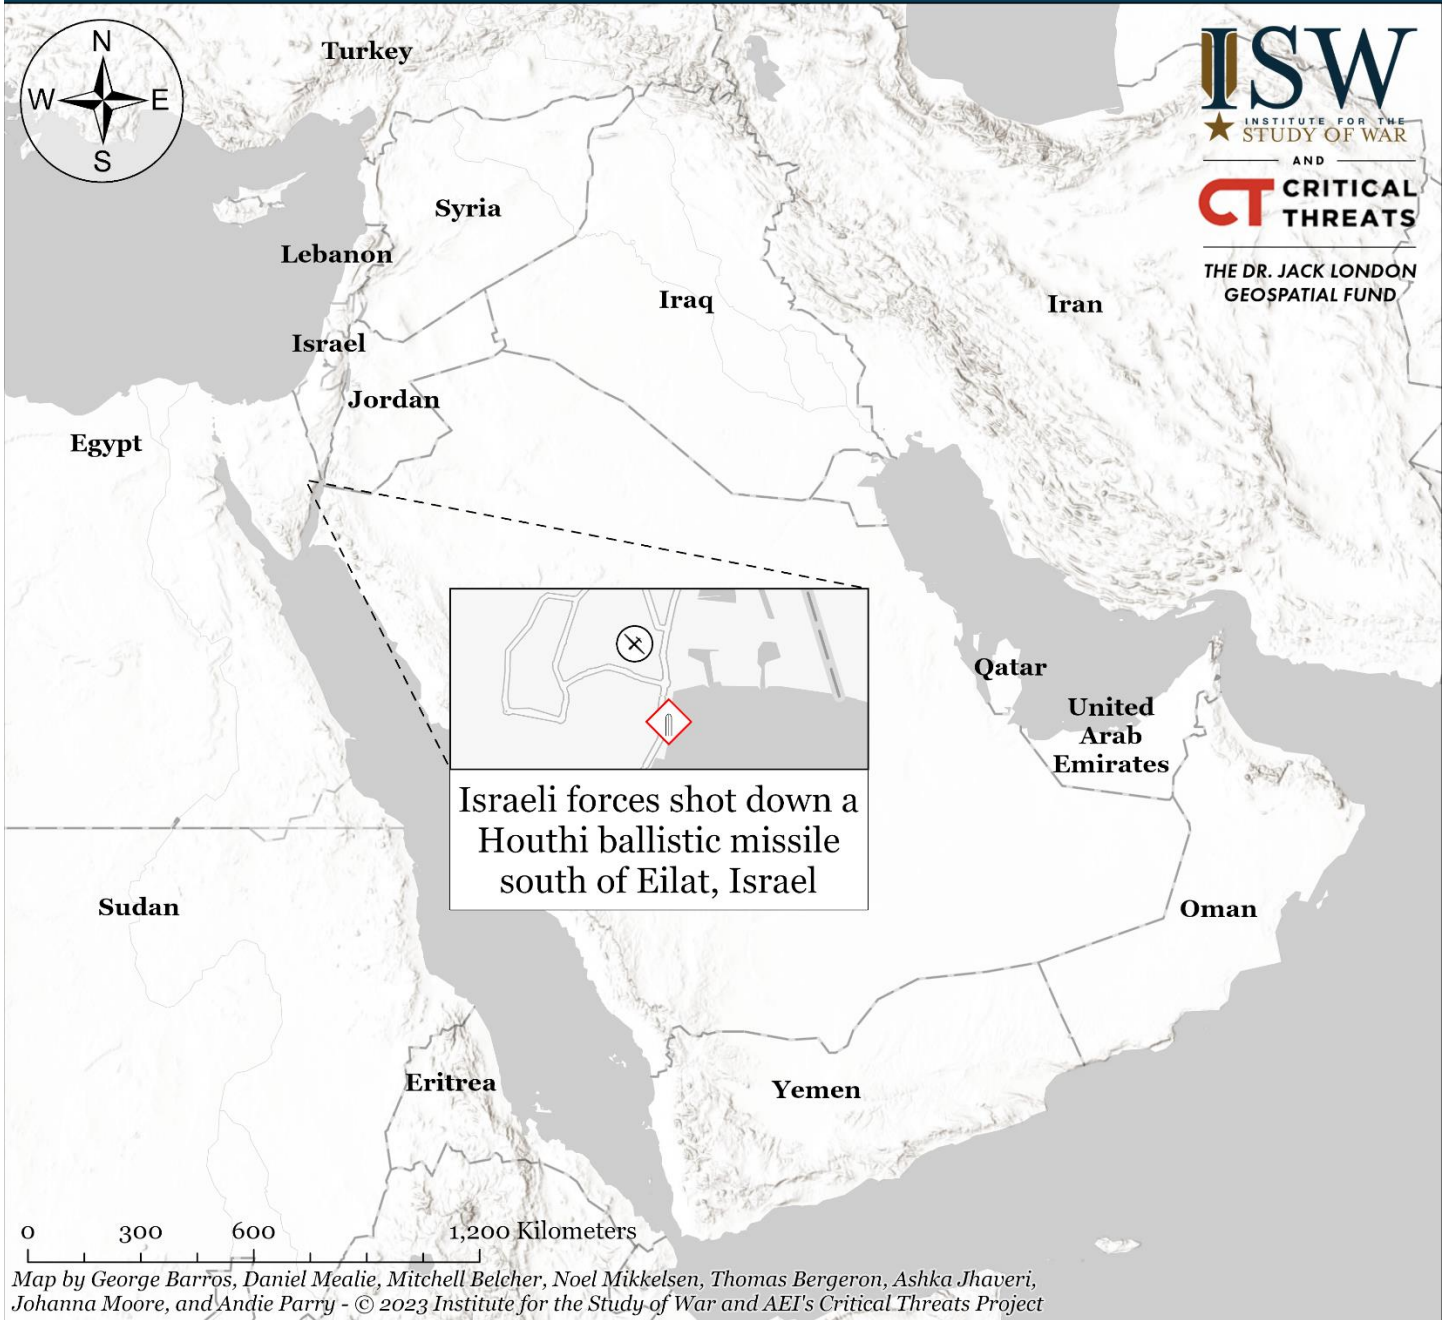 N
W
E
S
ISW
INSTITUTE FOR THE
STUDY OF WAR
AND
CT CRITICAL
THREATS
THE DR. JACK LONDON
GEOSPATIAL FUND
Turkey
Syria
Lebanon
Iraq
Iran
Israel
Jordan
Egypt
Qatar
United
Arab
Emirates
Israeli forces shot down a
Houthi ballistic missile
south of Eilat, Israel
Sudan
Oman
Eritrea
Yemen
0 300 600 1,200 Kilometers
Map by George Barros, Daniel Mealie, Mitchell Belcher, Noel Mikkelsen, Thomas Bergeron, Ashka Jhaveri,
Johanna Moore, and Andie Parry - © 2023 Institute for the Study of War and AEI's Critical Threats Project